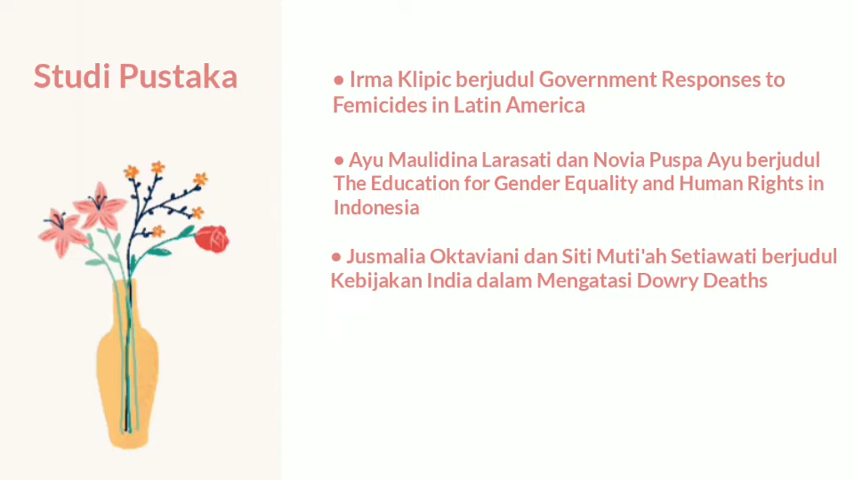 Studi Pustaka
● Irma Klipic berjudul Government Responses to
Femicides in Latin America
● Ayu Maulidina Larasati dan Novia Puspa Ayu berjudul
The Education for Gender Equality and Human Rights in
Indonesia
● Jusmalia Oktaviani dan Siti Muti'ah Setiawati berjudul
Kebijakan India dalam Mengatasi Dowry Deaths